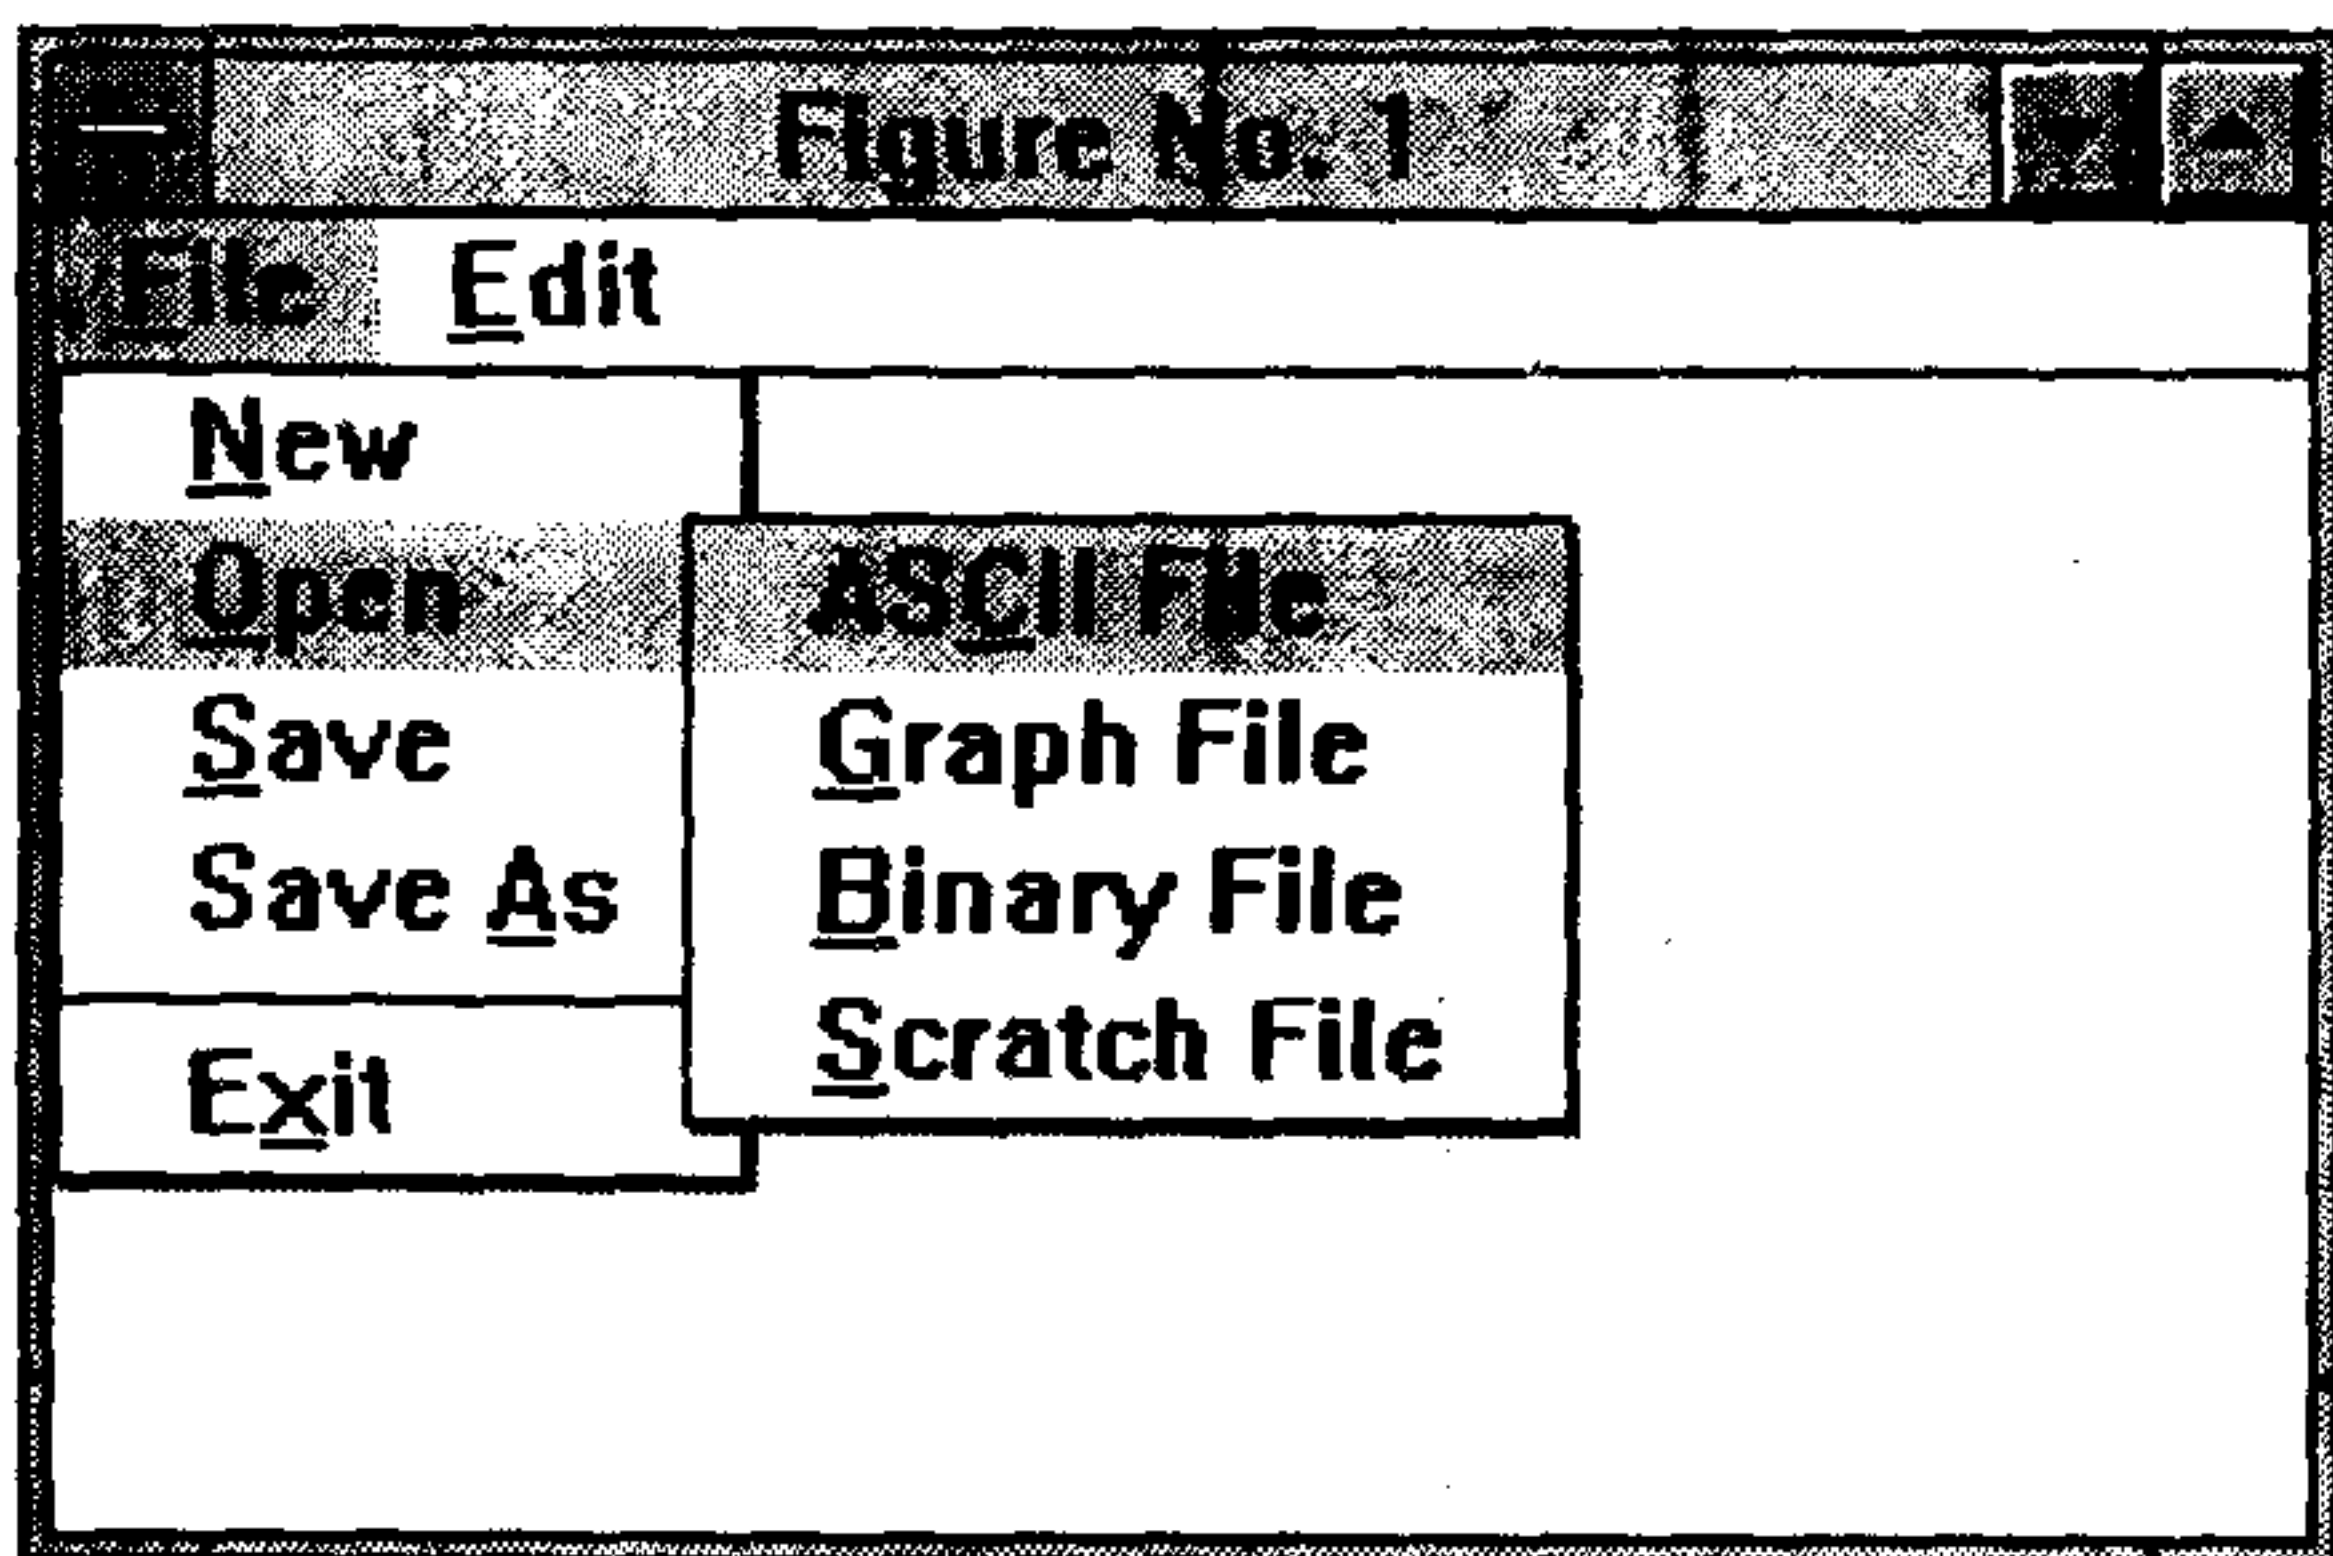 Figure No. 1
File Edit
New
Open ASCII File
Save Graph File
Save As Binary File
Scratch File
Exit